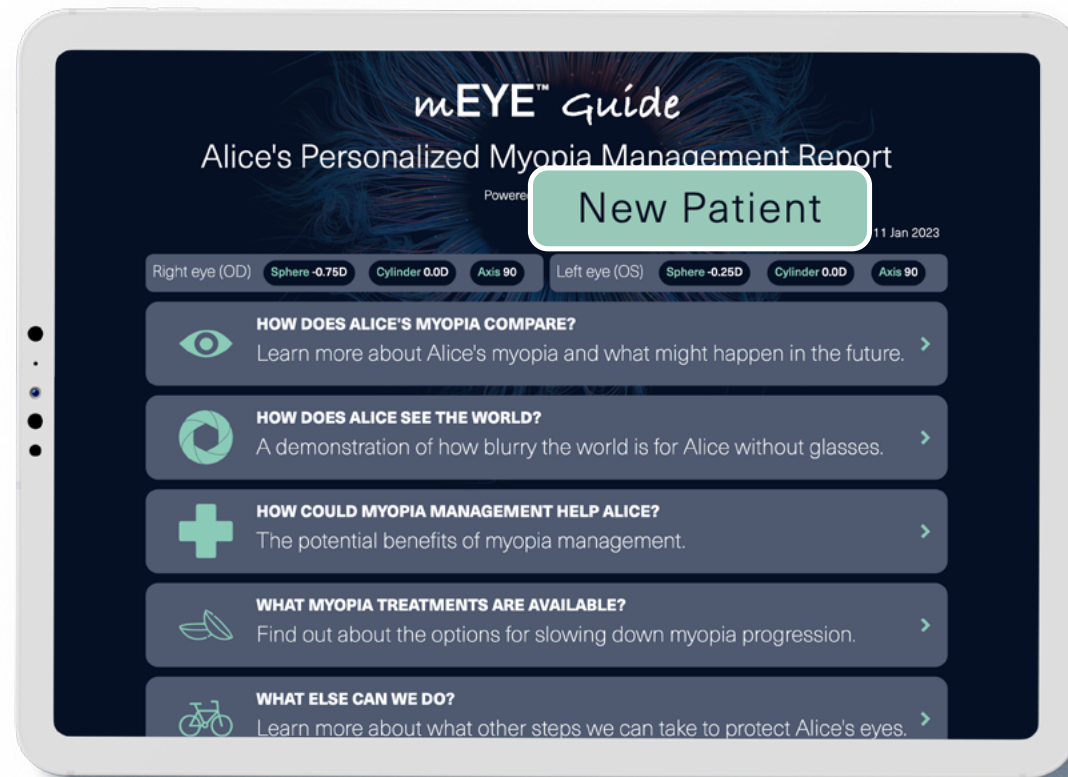 mEYE™ Guide
Alice's Personalized Myopia Management Report
Powered
New Patient
11 Jan 2023
Right eye (OD) Sphere -0.75D Cylinder 0.0D Axis 90 Left eye (OS) Sphere -0.25D Cylinder 0.0D Axis 90
HOW DOES ALICE'S MYOPIA COMPARE?
Learn more about Alice's myopia and what might happen in the future.
HOW DOES ALICE SEE THE WORLD?
A demonstration of how blurry the world is for Alice without glasses.
HOW COULD MYOPIA MANAGEMENT HELP ALICE?
The potential benefits of myopia management.
WHAT MYOPIA TREATMENTS ARE AVAILABLE?
Find out about the options for slowing down myopia progression.
WHAT ELSE CAN WE DO?
Learn more about what other steps we can take to protect Alice's eyes.